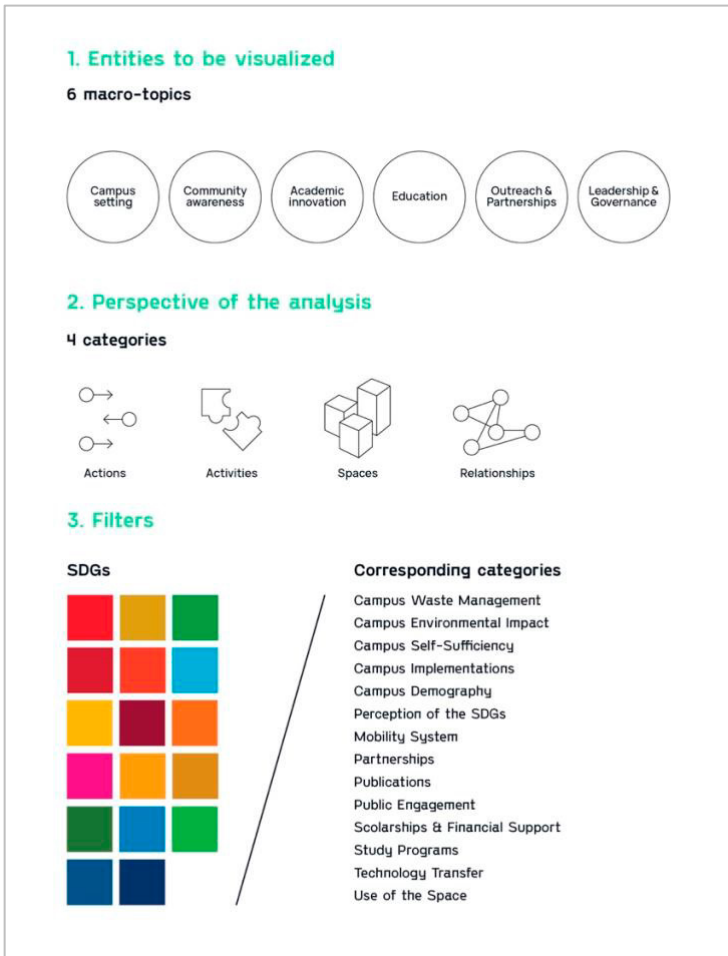 1. Entities to be visualized
6 macro-topics
Campus
setting
Community
awareness
Academic
innovation
Education
Outreach &
Partnerships
Leadership &
Governance
2. Perspective of the analysis
4 categories
Actions
Activities
Spaces
Relationships
3. Filters
SDGs
Corresponding categories
Campus Waste Management
Campus Environmental Impact
Campus Self-Sufficiency
Campus Implementations
Campus Demography
Perception of the SDGs
Mobility System
Partnerships
Publications
Public Engagement
Scolarships & Financial Support
Study Programs
Technology Transfer
Use of the Space